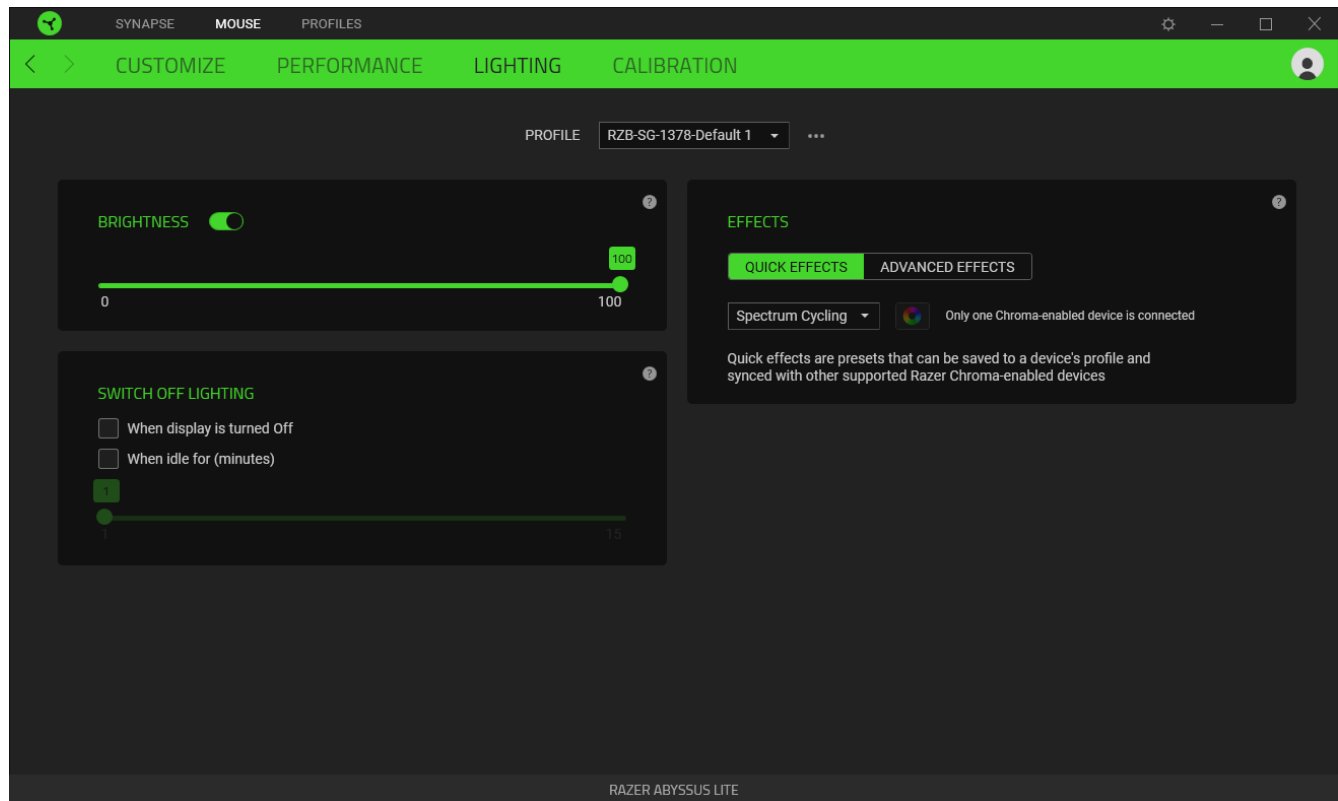 SYNAPSE MOUSE PROFILES
CUSTOMIZE PERFORMANCE LIGHTING CALIBRATION
PROFILE RZB-SG-1378-Default 1
BRIGHTNESS
100
0 100
SWITCH OFF LIGHTING
When display is turned Off
When idle for (minutes)
1
1 15
EFFECTS
QUICK EFFECTS ADVANCED EFFECTS
Spectrum Cycling Only one Chroma-enabled device is connected
Quick effects are presets that can be saved to a device's profile and
synced with other supported Razer Chroma-enabled devices
RAZER ABYSSUS LITE